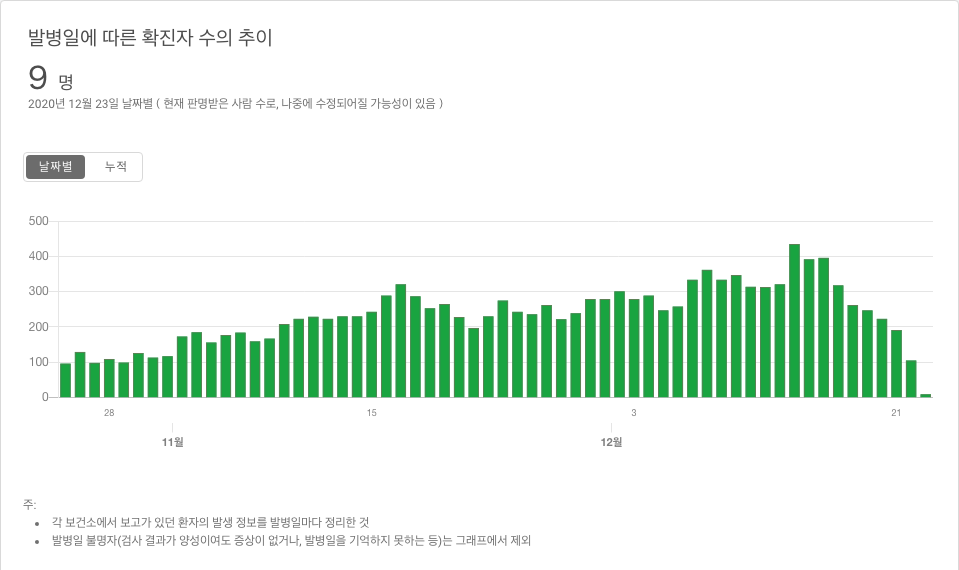 발병일에 따른 확진자 수의 추이
9 명
2020년 12월 23일 날짜별 ( 현재 판명받은 사람 수로, 나중에 수정되어질 가능성이 있음 )
날짜별 누적
500
400
300
200
100
0
28 15 3 21
11월 12월
주:
• 각 보건소에서 보고가 있던 환자의 발생 정보를 발병일마다 정리한 것
• 발병일 불명자(검사 결과가 양성이여도 증상이 없거나, 발병일을 기억하지 못하는 등)는 그래프에서 제외